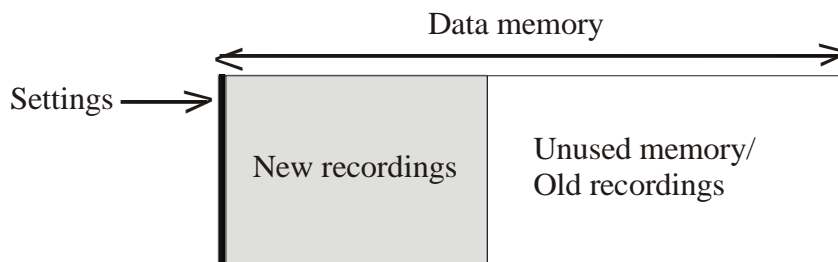 Data memory
Settings
New recordings
Unused memory/
Old recordings